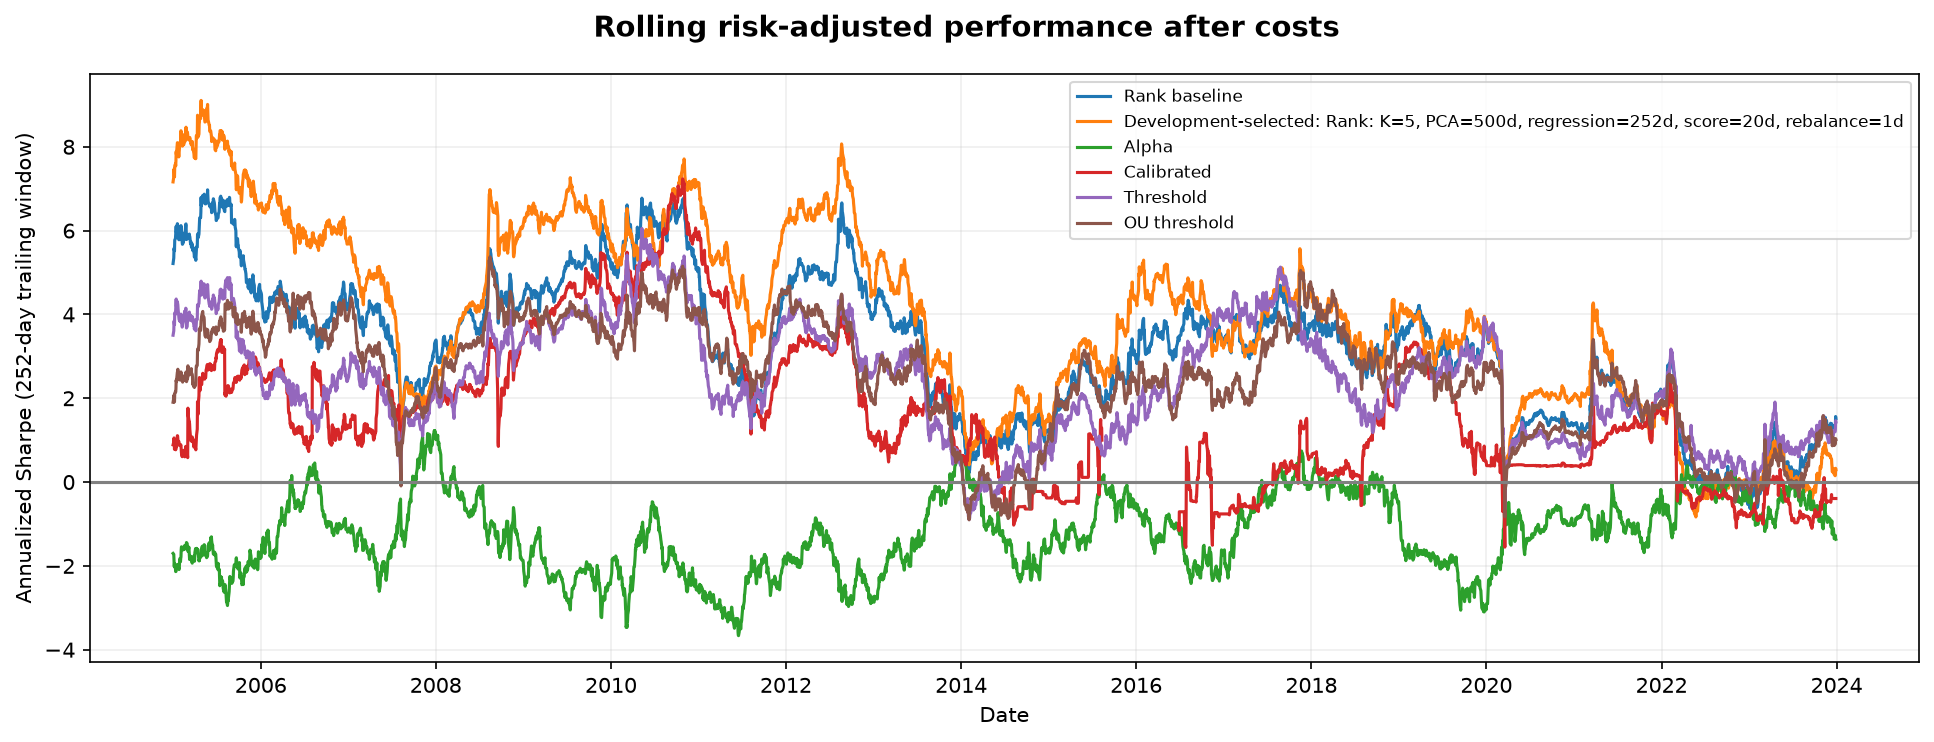 Rolling risk-adjusted performance after costs
Rank baseline
Development-selected: Rank: K=5, PCA=500d, regression=252d, score=20d, rebalance=1d
Alpha
Calibrated
Threshold
OU threshold
Annualized Sharpe (252-day trailing window)
8
6
4
2
0
−2
−4
2006 2008 2010 2012 2014 2016 2018 2020 2022 2024
Date